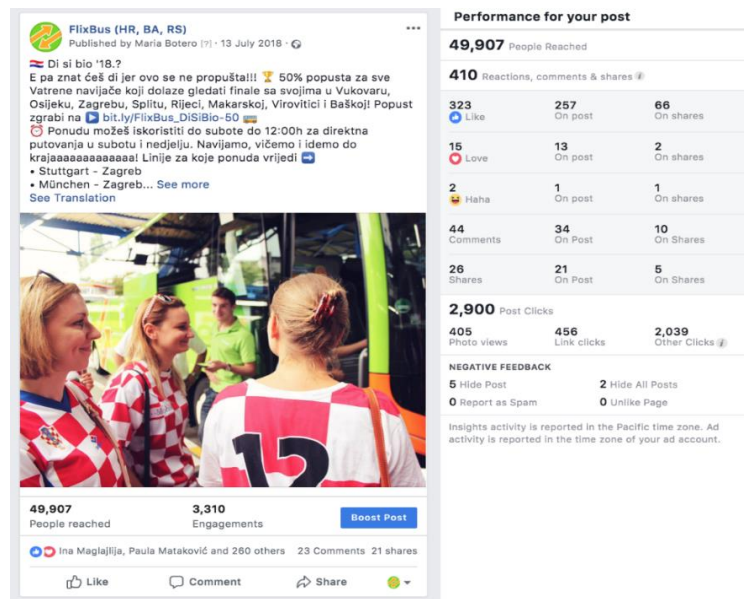 FlixBus (HR, BA, RS)
Published by Maria Botero [?] · 13 July 2018 ·
🇭🇷 Di si bio '18.?
E pa znat ćeš di jer ovo se ne propušta!!! 🏆 50% popusta za sve
Vatrene navijače koji dolaze gledati finale sa svojima u Vukovaru,
Osijeku, Zagrebu, Splitu, Rijeci, Makarskoj, Virovitici i Baškoj! Popust
zgrabi na ▶️ bit.ly/FlixBus_DiSiBio-50 🚌
⏰ Ponudu možeš iskoristiti do subote do 12:00h za direktna
putovanja u subotu i nedjelju. Navijamo, vičemo i idemo do
krajaaaaaaaaaaaaa! Linije za koje ponuda vrijedi ➡️
• Stuttgart - Zagreb
• München - Zagreb... See more
See Translation
12
49,907 3,310
People reached Engagements
Boost Post
Ina Maglajlija, Paula Mataković and 260 others 23 Comments 21 shares
Like Comment Share
Performance for your post
49,907 People Reached
410 Reactions, comments & shares
323 257 66
Like On post On shares
15 13 2
Love On post On shares
2 1 1
Haha On post On shares
44 34 10
Comments On Post On Shares
26 21 5
Shares On Post On Shares
2,900 Post Clicks
405 456 2,039
Photo views Link clicks Other Clicks
NEGATIVE FEEDBACK
5 Hide Post 2 Hide All Posts
0 Report as Spam 0 Unlike Page
Insights activity is reported in the Pacific time zone. Ad
activity is reported in the time zone of your ad account.